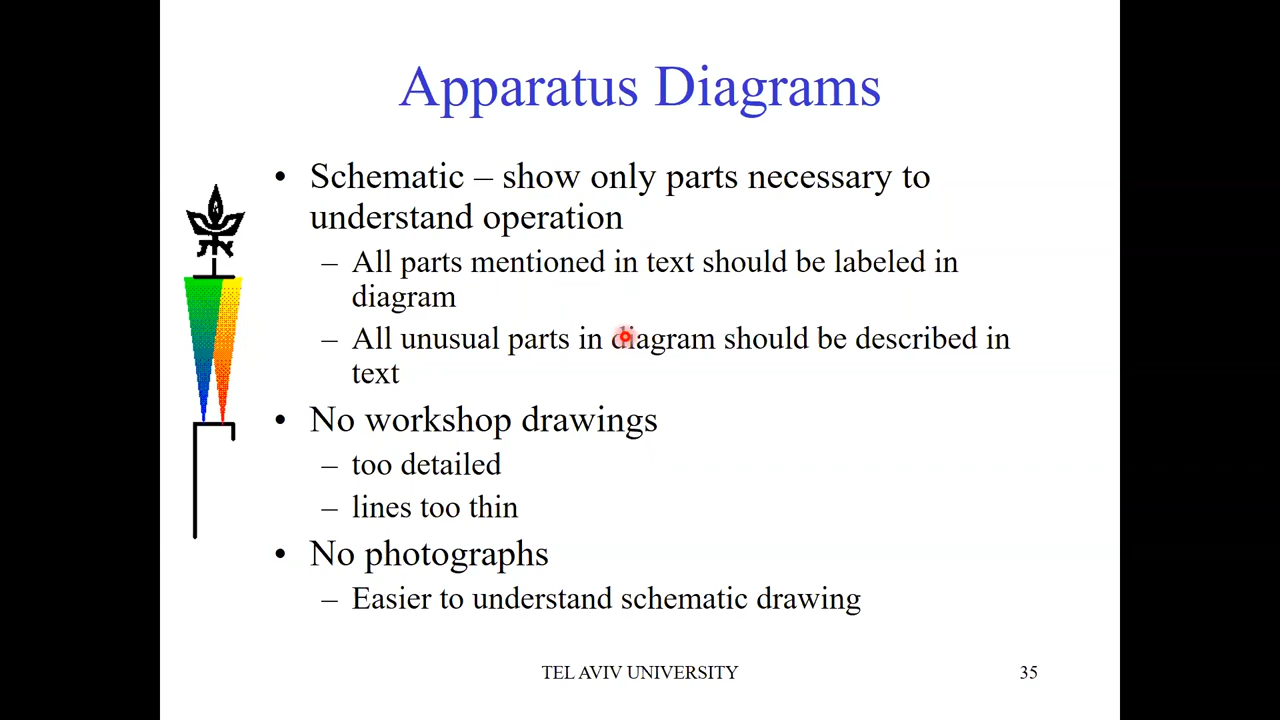 Apparatus Diagrams
• Schematic – show only parts necessary to
understand operation
– All parts mentioned in text should be labeled in
diagram
– All unusual parts in diagram should be described in
text
• No workshop drawings
– too detailed
– lines too thin
• No photographs
– Easier to understand schematic drawing
TEL AVIV UNIVERSITY
35